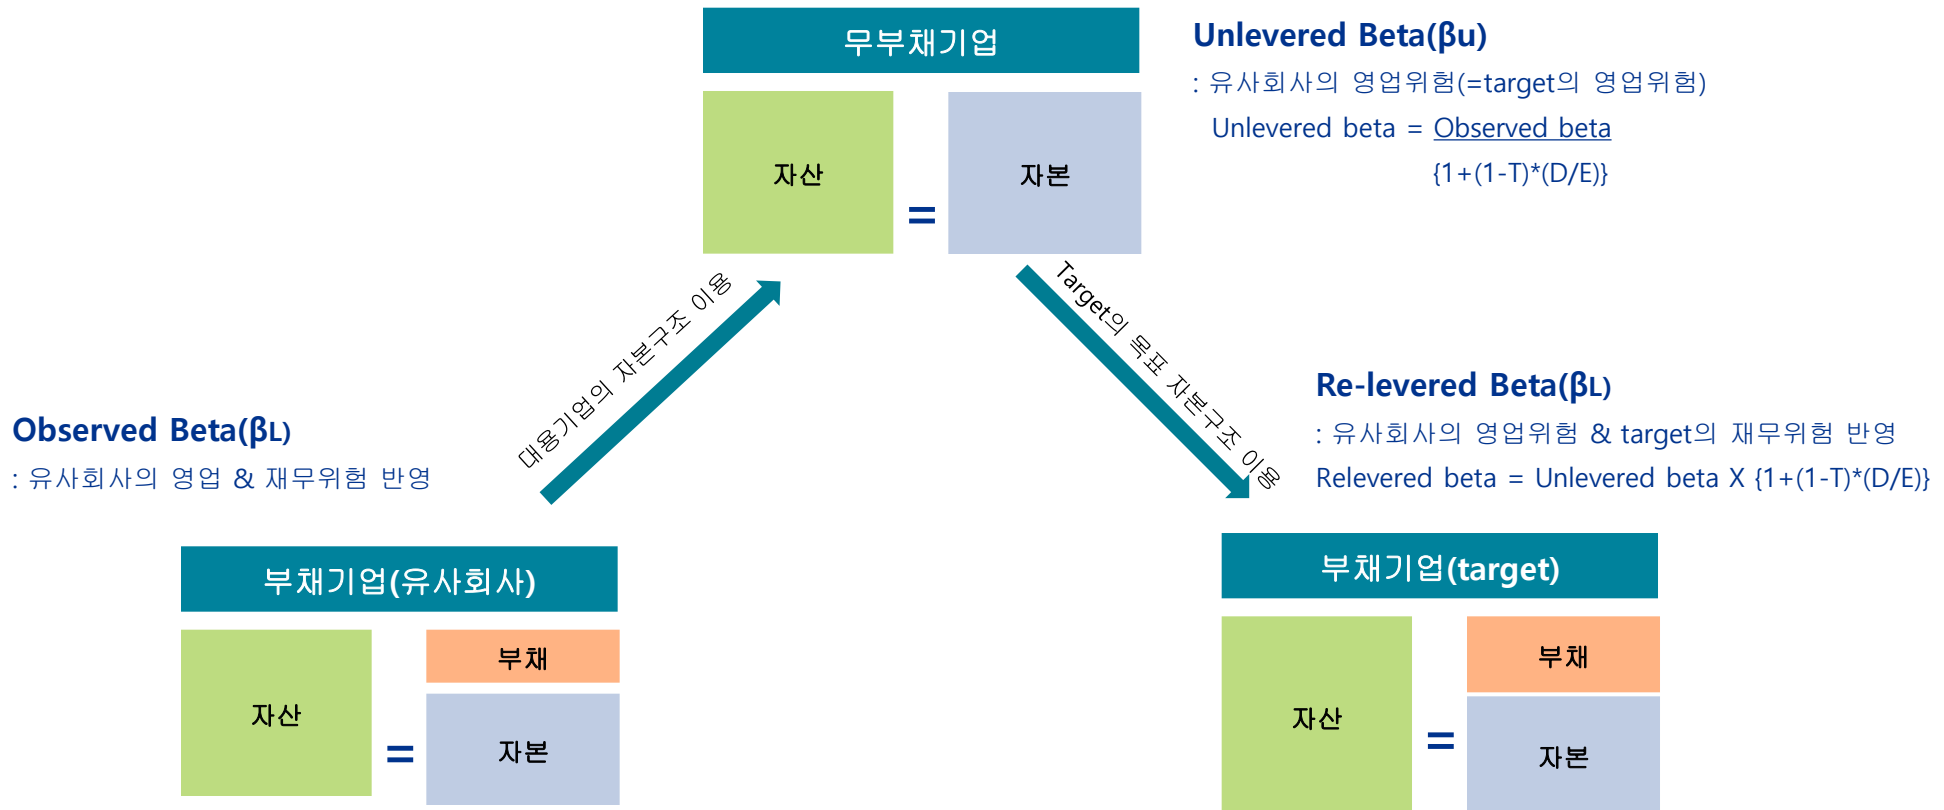 무부채기업
자산
=
자본
Unlevered Beta(βu)
: 유사회사의 영업위험(=target의 영업위험)
Unlevered beta = Observed beta
{1+(1-T)*(D/E)}
대용기업의 자본구조 이용
Target의 목표 자본구조 이용
Observed Beta(βL)
: 유사회사의 영업 & 재무위험 반영
부채기업(유사회사)
자산
=
부채
자본
Re-levered Beta(βL)
: 유사회사의 영업위험 & target의 재무위험 반영
Relevered beta = Unlevered beta X {1+(1-T)*(D/E)}
부채기업(target)
자산
=
부채
자본